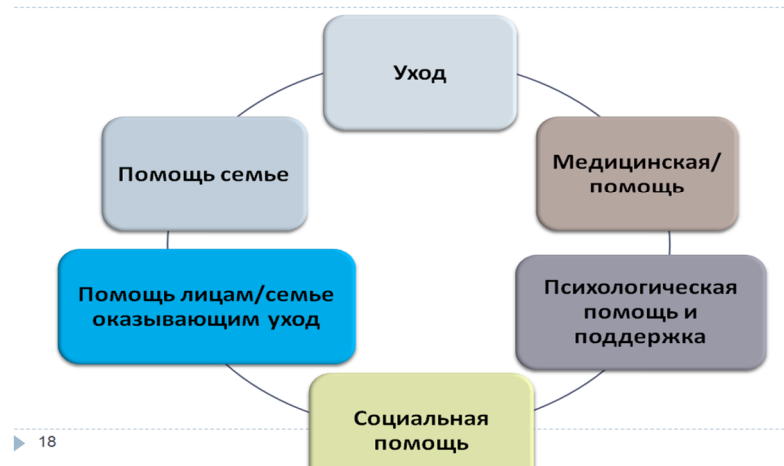 Уход
Медицинская/
помощь
Психологическая
помощь и
поддержка
Социальная
помощь
Помощь лицам/семье
оказывающим уход
Помощь семье
18